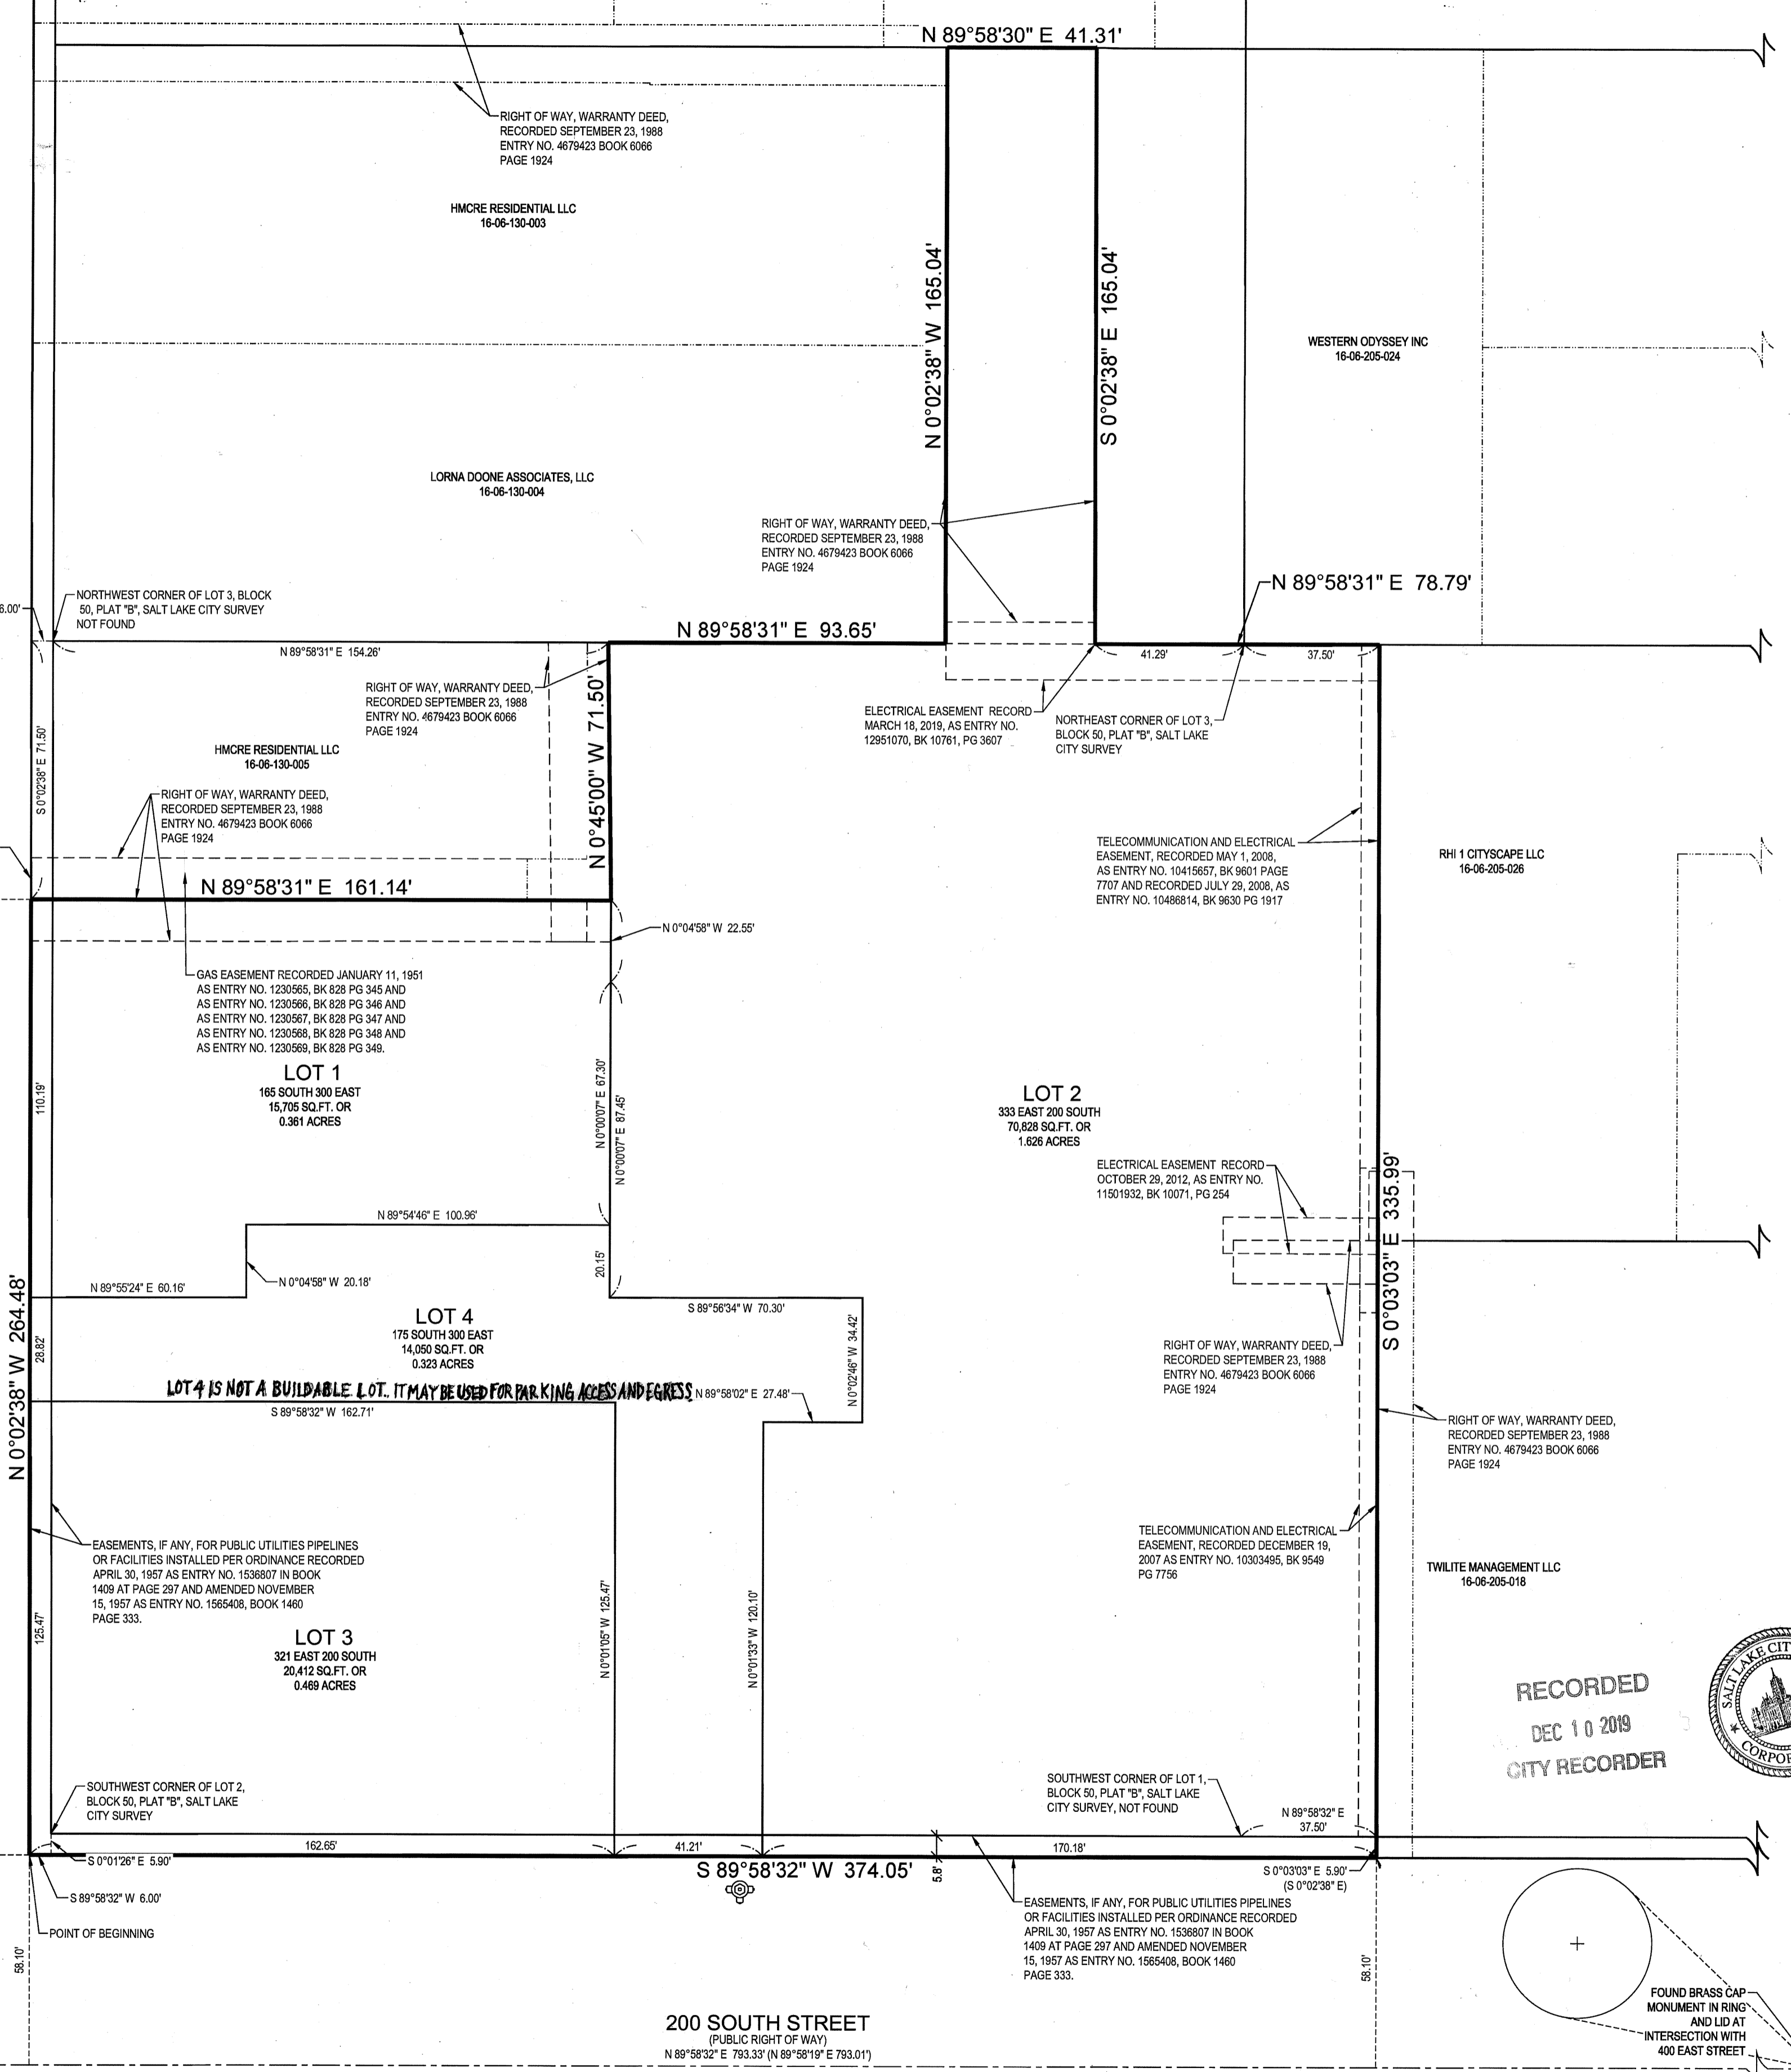 N 89°58'30" E 41.31'
RIGHT OF WAY, WARRANTY DEED,
RECORDED SEPTEMBER 23, 1988
ENTRY NO. 4679423 BOOK 6066
PAGE 1924
HMCRE RESIDENTIAL LLC
16-06-130-003
N 0°02'38" W 165.04'
S 0°02'38" E 165.04'
WESTERN ODYSSEY INC
16-06-205-024
LORNA DOONE ASSOCIATES, LLC
16-06-130-004
RIGHT OF WAY, WARRANTY DEED,
RECORDED SEPTEMBER 23, 1988
ENTRY NO. 4679423 BOOK 6066
PAGE 1924
N 89°58'31" E 78.79'
6.00'
NORTHWEST CORNER OF LOT 3, BLOCK
50, PLAT "B", SALT LAKE CITY SURVEY
NOT FOUND
N 89°58'31" E 93.65'
N 89°58'31" E 154.26'
41.29'
37.50'
RIGHT OF WAY, WARRANTY DEED,
RECORDED SEPTEMBER 23, 1988
ENTRY NO. 4679423 BOOK 6066
PAGE 1924
N 0°45'00" W 71.50'
S 0°02'38" E 71.50'
ELECTRICAL EASEMENT RECORD
MARCH 18, 2019, AS ENTRY NO.
12951070, BK 10761, PG 3607
NORTHEAST CORNER OF LOT 3,
BLOCK 50, PLAT "B", SALT LAKE
CITY SURVEY
HMCRE RESIDENTIAL LLC
16-06-130-005
RIGHT OF WAY, WARRANTY DEED,
RECORDED SEPTEMBER 23, 1988
ENTRY NO. 4679423 BOOK 6066
PAGE 1924
TELECOMMUNICATION AND ELECTRICAL
EASEMENT, RECORDED MAY 1, 2008,
AS ENTRY NO. 10415657, BK 9601 PAGE
7707 AND RECORDED JULY 29, 2008, AS
ENTRY NO. 10486814, BK 9630 PG 1917
RHI 1 CITYSCAPE LLC
16-06-205-026
N 89°58'31" E 161.14'
N 0°04'58" W 22.55'
GAS EASEMENT RECORDED JANUARY 11, 1951
AS ENTRY NO. 1230565, BK 828 PG 345 AND
AS ENTRY NO. 1230566, BK 828 PG 346 AND
AS ENTRY NO. 1230567, BK 828 PG 347 AND
AS ENTRY NO. 1230568, BK 828 PG 348 AND
AS ENTRY NO. 1230569, BK 828 PG 349.
LOT 1
165 SOUTH 300 EAST
15,705 SQ.FT. OR
0.361 ACRES
110.19'
N 0°00'07" E 67.30'
N 0°00'07" E 87.45'
LOT 2
333 EAST 200 SOUTH
70,828 SQ.FT. OR
1.626 ACRES
ELECTRICAL EASEMENT RECORD
OCTOBER 29, 2012, AS ENTRY NO.
11501932, BK 10071, PG 254
S 0°03'03" E 335.99'
N 89°54'46" E 100.96'
20.15'
N 0°04'58" W 20.18'
N 89°55'24" E 60.16'
N 0°02'38" W 264.48'
28.82'
LOT 4
175 SOUTH 300 EAST
14,050 SQ.FT. OR
0.323 ACRES
S 89°56'34" W 70.30'
N 0°02'46" W 34.42'
RIGHT OF WAY, WARRANTY DEED,
RECORDED SEPTEMBER 23, 1988
ENTRY NO. 4679423 BOOK 6066
PAGE 1924
LOT 4 IS NOT A BUILDABLE LOT. IT MAY BE USED FOR PARKING ACCESS AND EGRESS.
N 89°58'02" E 27.48'
S 89°58'32" W 162.71'
RIGHT OF WAY, WARRANTY DEED,
RECORDED SEPTEMBER 23, 1988
ENTRY NO. 4679423 BOOK 6066
PAGE 1924
EASEMENTS, IF ANY, FOR PUBLIC UTILITIES PIPELINES
OR FACILITIES INSTALLED PER ORDINANCE RECORDED
APRIL 30, 1957 AS ENTRY NO. 1536807 IN BOOK
1409 AT PAGE 297 AND AMENDED NOVEMBER
15, 1957 AS ENTRY NO. 1565408, BOOK 1460
PAGE 333.
125.47'
N 0°01'05" W 125.47'
N 0°01'33" W 120.10'
TELECOMMUNICATION AND ELECTRICAL
EASEMENT, RECORDED DECEMBER 19,
2007 AS ENTRY NO. 10303495, BK 9549
PG 7756
TWILITE MANAGEMENT LLC
16-06-205-018
LOT 3
321 EAST 200 SOUTH
20,412 SQ.FT. OR
0.469 ACRES
RECORDED
DEC 10 2019
CITY RECORDER
SALT LAKE CIT
CORPOR
SOUTHWEST CORNER OF LOT 2,
BLOCK 50, PLAT "B", SALT LAKE
CITY SURVEY
SOUTHWEST CORNER OF LOT 1,
BLOCK 50, PLAT "B", SALT LAKE
CITY SURVEY, NOT FOUND
N 89°58'32" E
37.50'
162.65'
41.21'
170.18'
S 0°01'26" E 5.90'
S 89°58'32" W 374.05'
5.8'
S 0°03'03" E 5.90'
(S 0°02'38" E)
S 89°58'32" W 6.00'
POINT OF BEGINNING
EASEMENTS, IF ANY, FOR PUBLIC UTILITIES PIPELINES
OR FACILITIES INSTALLED PER ORDINANCE RECORDED
APRIL 30, 1957 AS ENTRY NO. 1536807 IN BOOK
1409 AT PAGE 297 AND AMENDED NOVEMBER
15, 1957 AS ENTRY NO. 1565408, BOOK 1460
PAGE 333.
58.10'
58.10'
200 SOUTH STREET
(PUBLIC RIGHT OF WAY)
N 89°58'32" E 793.33' (N 89°58'19" E 793.01')
FOUND BRASS CAP
MONUMENT IN RING
AND LID AT
INTERSECTION WITH
400 EAST STREET